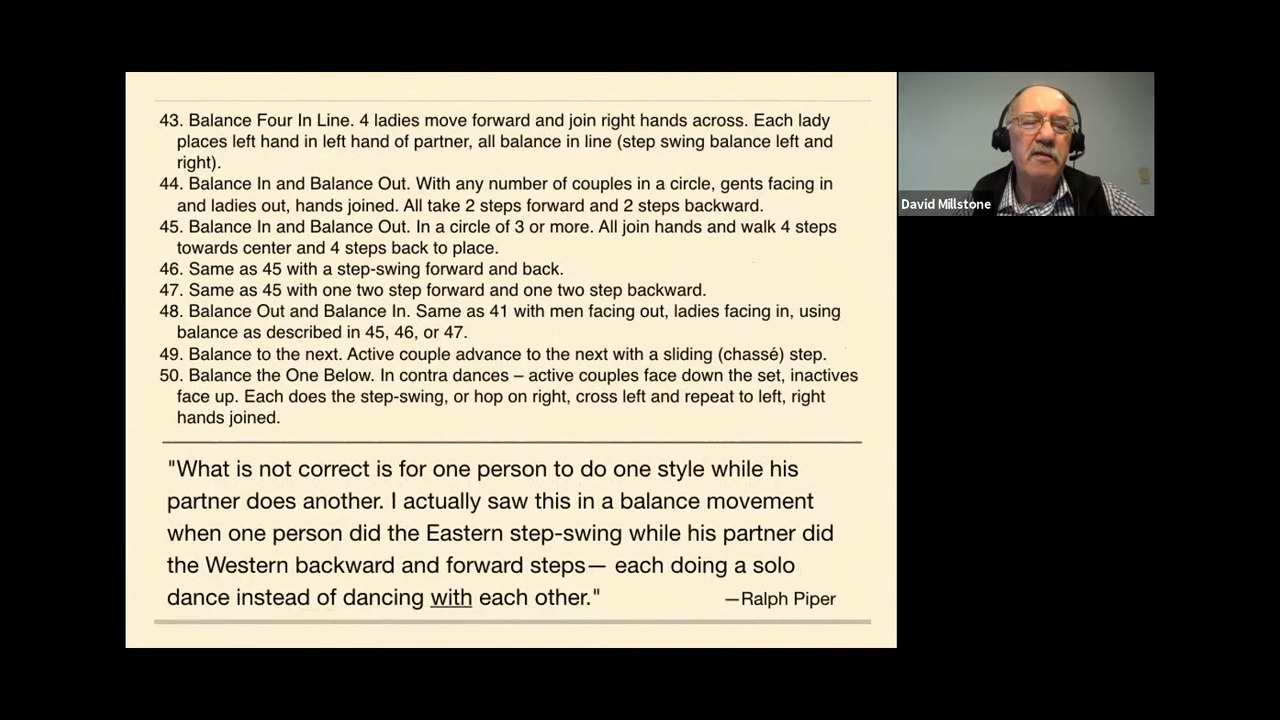 43. Balance Four In Line. 4 ladies move forward and join right hands across. Each lady
places left hand in left hand of partner, all balance in line (step swing balance left and
right).
44. Balance In and Balance Out. With any number of couples in a circle, gents facing in
and ladies out, hands joined. All take 2 steps forward and 2 steps backward.
45. Balance In and Balance Out. In a circle of 3 or more. All join hands and walk 4 steps
towards center and 4 steps back to place.
46. Same as 45 with a step-swing forward and back.
47. Same as 45 with one two step forward and one two step backward.
48. Balance Out and Balance In. Same as 41 with men facing out, ladies facing in, using
balance as described in 45, 46, or 47.
49. Balance to the next. Active couple advance to the next with a sliding (chassé) step.
50. Balance the One Below. In contra dances – active couples face down the set, inactives
face up. Each does the step-swing, or hop on right, cross left and repeat to left, right
hands joined.
"What is not correct is for one person to do one style while his
partner does another. I actually saw this in a balance movement
when one person did the Eastern step-swing while his partner did
the Western backward and forward steps— each doing a solo
dance instead of dancing with each other." —Ralph Piper
David Millstone